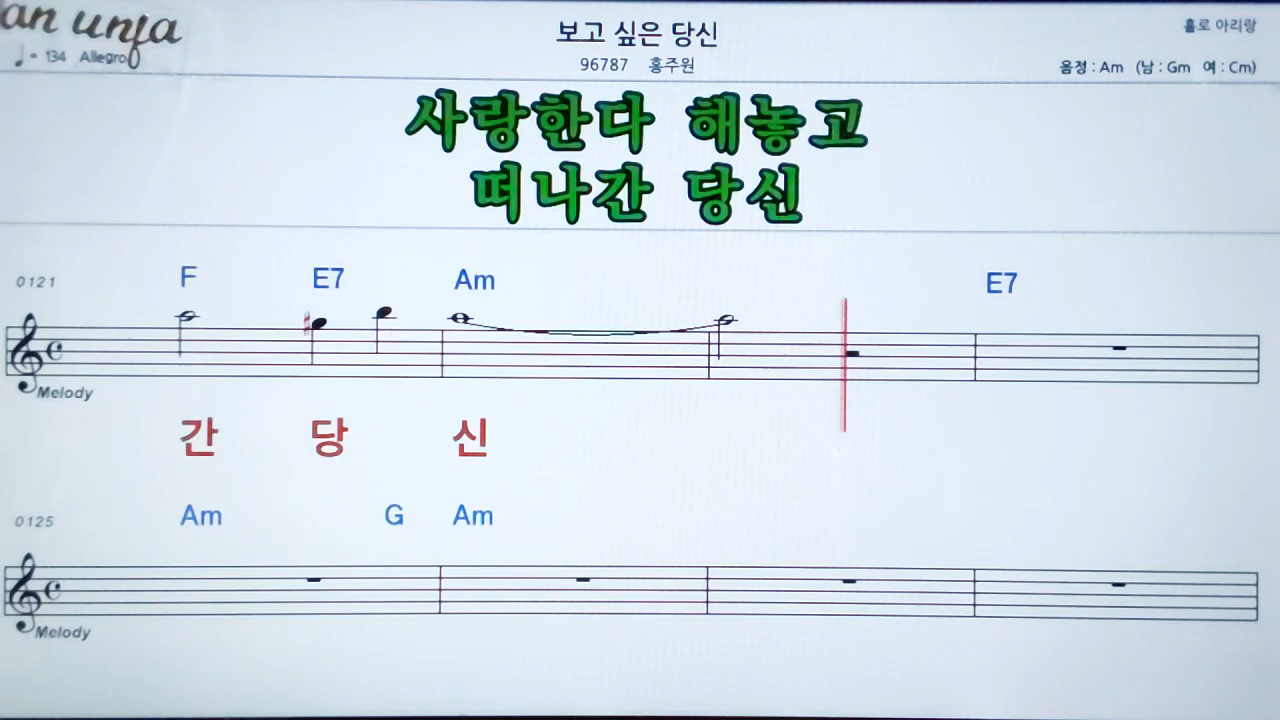 an unja
♩= 134 Allegro
보고 싶은 당신
96787 홍주원
홀로 아리랑
음정 : Am (남 : Gm 여 : Cm)
사랑한다 해놓고
떠나간 당신
0121 F E7 Am E7
Melody
간 당 신
0125 Am G Am
Melody